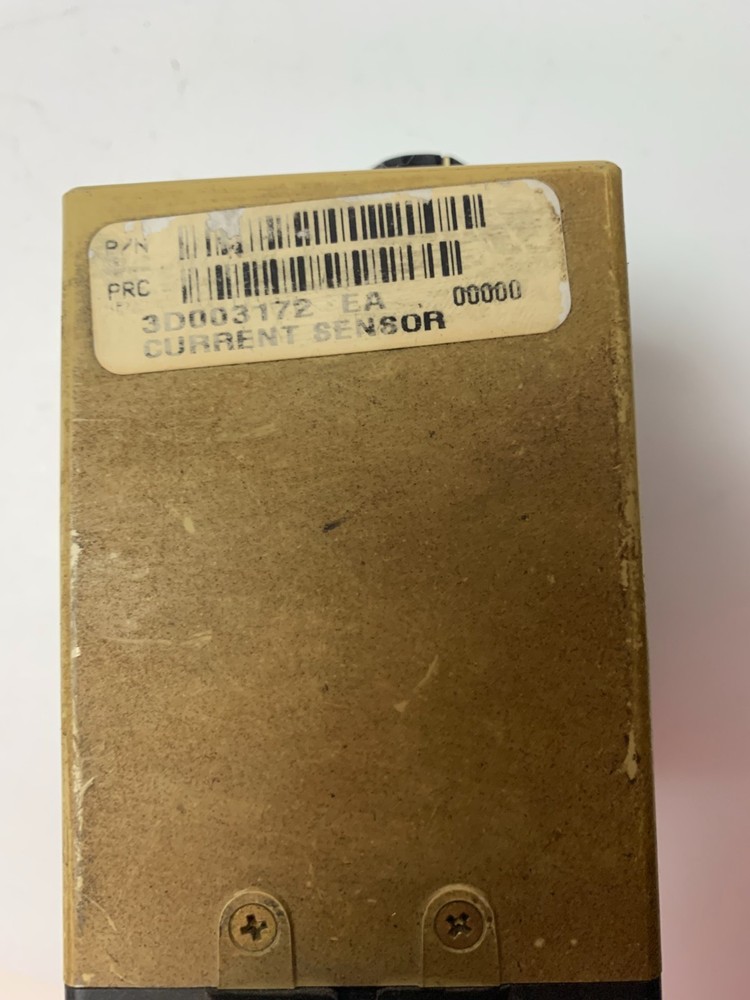 P/N
PRC
3D003172 EA 00000
CURRENT SENSOR